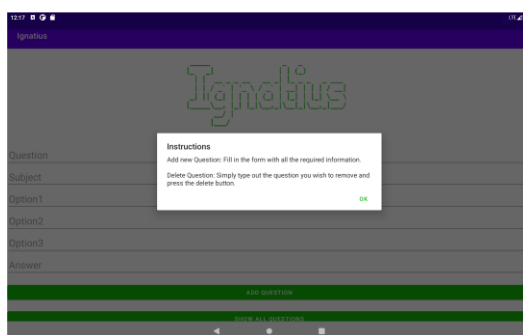 12:17
LTE
Ignatius
Ignatius
Question
Subject
Option1
Option2
Option3
Answer
Instructions
Add new Question: Fill in the form with all the required information.
Delete Question: Simply type out the question you wish to remove and
press the delete button.
OK
ADD QUESTION
SHOW ALL QUESTIONS